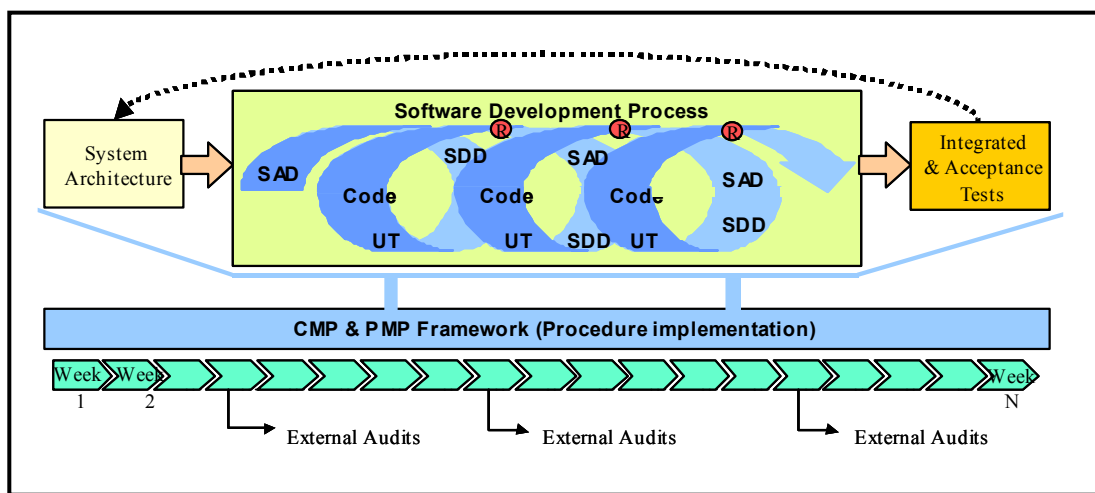 Software Development Process
System
Architecture
SAD
Code
UT
SDD
R
Code
UT
SAD
SDD
R
Code
UT
R
SAD
SDD
Integrated
& Acceptance
Tests
CMP & PMP Framework (Procedure implementation)
Week
1
Week
2
Week
N
External Audits
External Audits
External Audits